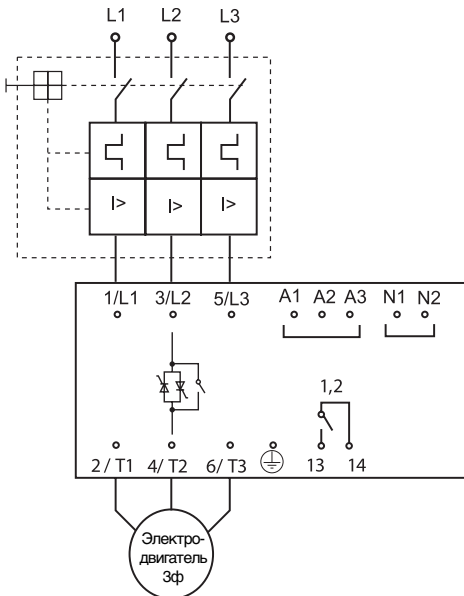 L1 L2 L3
I> I> I>
1/L1 3/L2 5/L3 A1 A2 A3 N1 N2
1,2
2/ T1 4/ T2 6/ T3 13 14
Электро-
двигатель
3ф